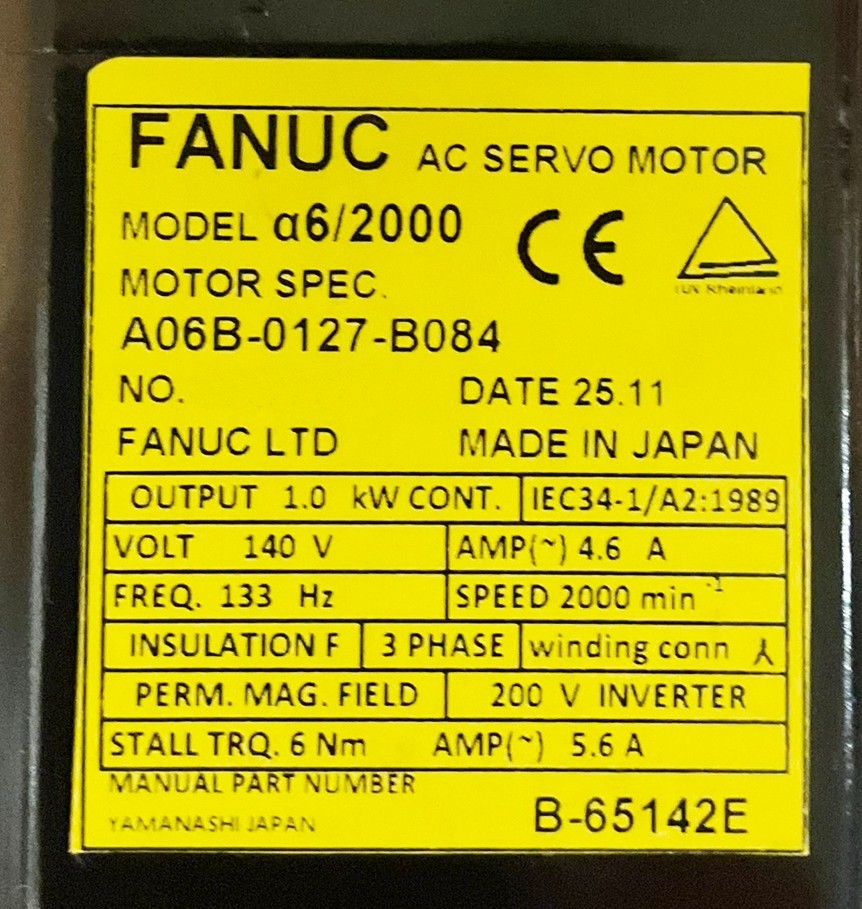 FANUC AC SERVO MOTOR
MODEL α6/2000
CE
TUV Rheinland
MOTOR SPEC.
A06B-0127-B084
NO. DATE 25.11
FANUC LTD MADE IN JAPAN
OUTPUT 1.0 kW CONT. IEC34-1/A2:1989
VOLT 140 V AMP(~) 4.6 A
FREQ. 133 Hz SPEED 2000 min⁻¹
INSULATION F 3 PHASE winding conn
PERM. MAG. FIELD 200 V INVERTER
STALL TRQ. 6 Nm AMP(~) 5.6 A
MANUAL PART NUMBER
YAMANASHI JAPAN B-65142E